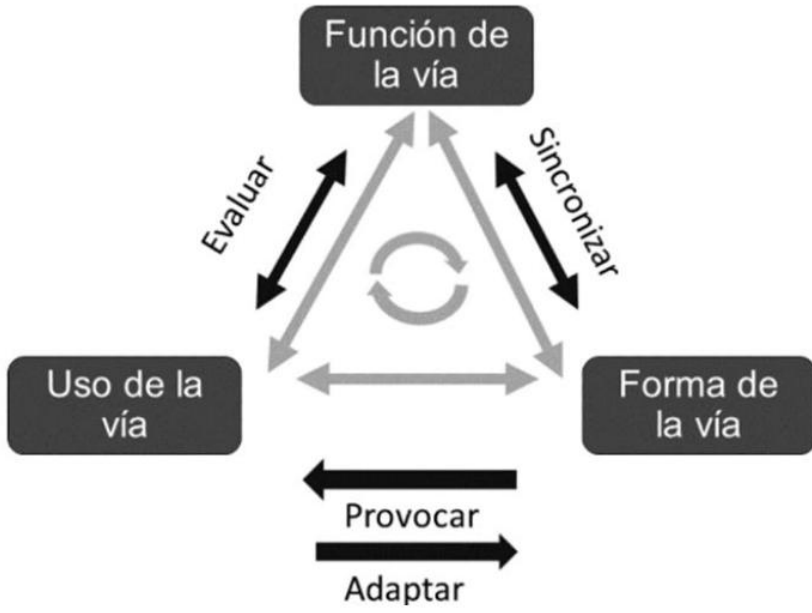 Función de
la vía
Evaluar
Sincronizar
Uso de la
vía
Forma de
la vía
Provocar
Adaptar